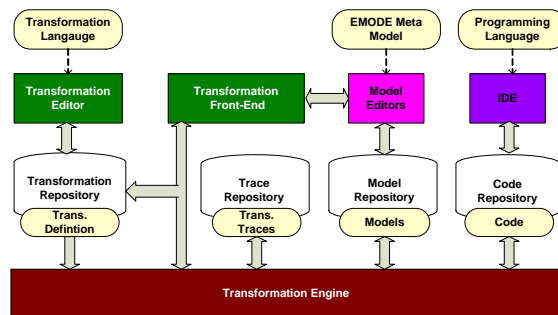 Transformation
Langauge
EMODE Meta
Model
Programming
Language
Transformation
Editor
Transformation
Front-End
Model
Editors
IDE
Transformation
Repository
Trace
Repository
Model
Repository
Code
Repository
Trans.
Defintion
Trans.
Traces
Models
Code
Transformation Engine